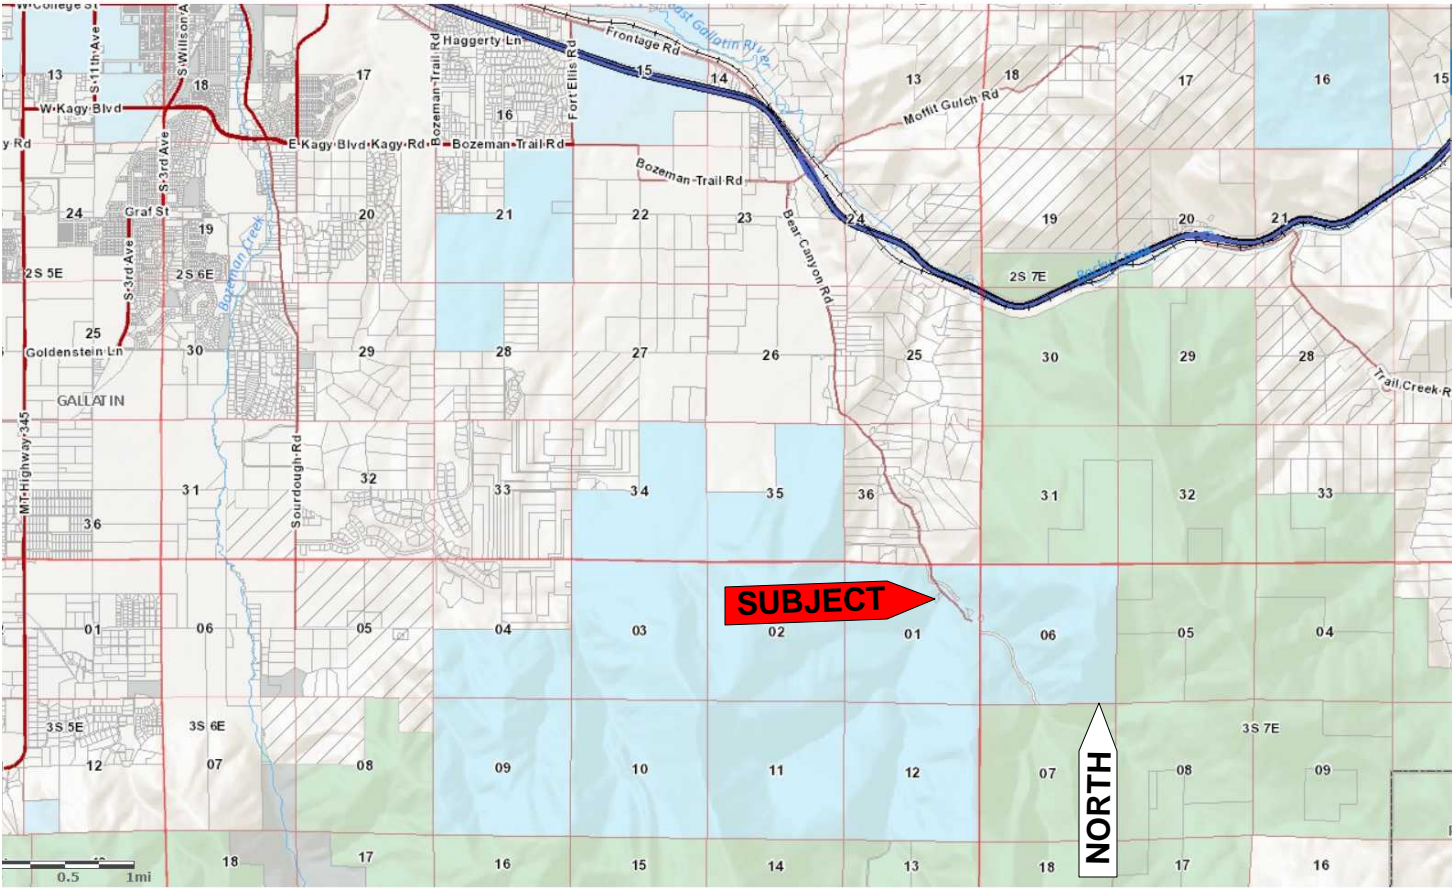 W College St
S 11th Ave
S Willson A
Haggerty Ln
Bozeman Trail Rd
Fort Ellis Rd
Frontage Rd
East Gallatin River
13
18
17
15
14
13
18
17
16
15
W Kagy Blvd
16
Moffit Gulch Rd
y Rd
S 3rd Ave
E Kagy Blvd Kagy Rd
Bozeman Trail Rd
Bozeman Trail Rd
24
Graf St
19
20
21
22
23
24
19
20
21
Bear Canyon Rd
Bozeman Creek
S 3rd Ave
2S 5E
2S 6E
2S 7E
25
Goldenstein Ln
30
29
28
27
26
25
30
29
28
Trail Creek R
GALLATIN
MT Highway 345
Sourdough Rd
36
31
32
33
34
35
36
31
32
33
SUBJECT
01
06
05
04
03
02
01
06
05
04
3S 5E
3S 6E
3S 7E
12
07
08
09
10
11
12
07
08
09
NORTH
18
17
16
15
14
13
18
17
16
0.5
1mi